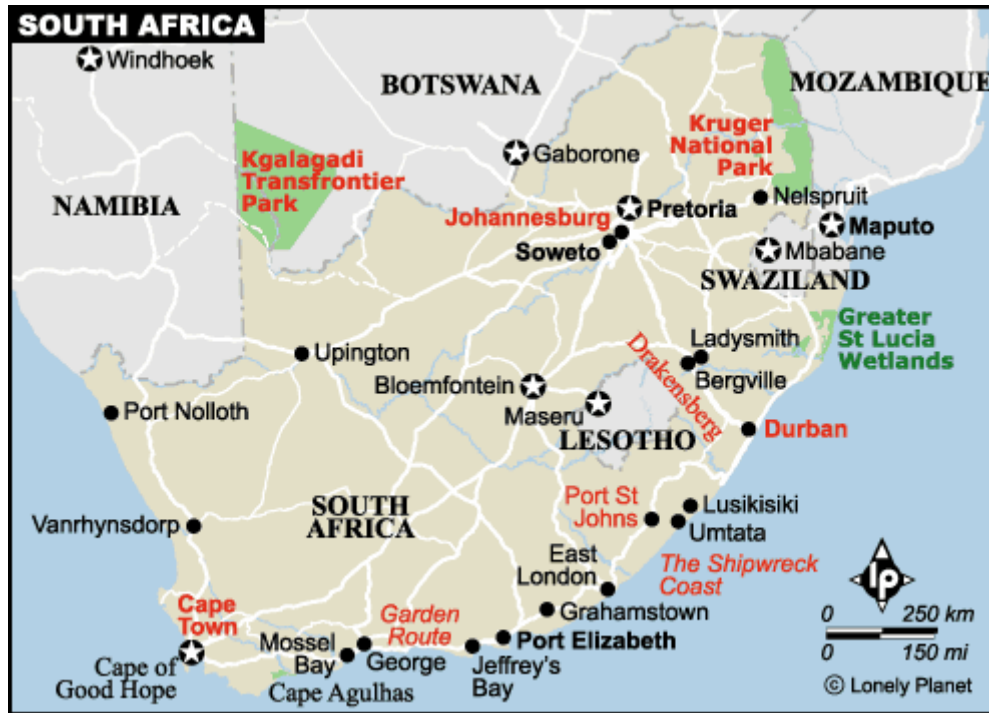 SOUTH AFRICA
Windhoek
BOTSWANA
MOZAMBIQUE
Kruger
National
Park
Gaborone
Kgalagadi
Transfrontier
Park
NAMIBIA
Nelspruit
Johannesburg
Pretoria
Maputo
Soweto
Mbabane
SWAZILAND
Greater
St Lucia
Wetlands
Ladysmith
Upington
Drakensberg
Bergville
Bloemfontein
Maseru
Port Nolloth
LESOTHO
Durban
SOUTH
AFRICA
Port St
Johns
Lusikisiki
Vanrhynsdorp
Umtata
East
London
The Shipwreck
Coast
lp
Cape
Town
Garden
Route
Grahamstown
0 250 km
Mossel
Bay
Port Elizabeth
0 150 mi
George
Jeffrey's
Bay
Cape of
Good Hope
Cape Agulhas
© Lonely Planet